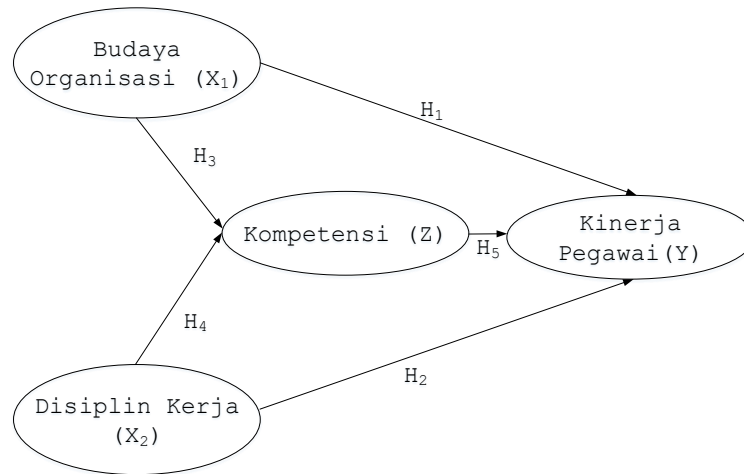 Budaya
Organisasi (X₁)
H₁
H₃
Kompetensi (Z)
H₅
Kinerja
Pegawai(Y)
H₄
H₂
Disiplin Kerja
(X₂)